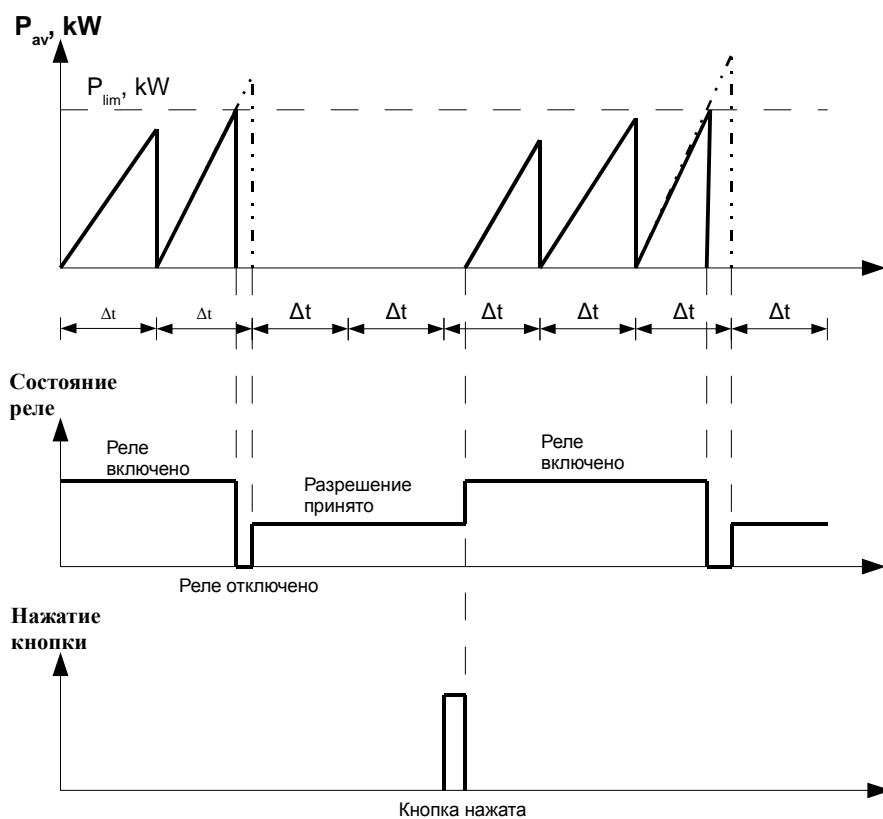 P_av, kW
P_lim, kW
Δt Δt Δt Δt Δt Δt Δt Δt
Состояние
реле
Реле
включено
Разрешение
принято
Реле
включено
Реле отключено
Нажатие
кнопки
Кнопка нажата